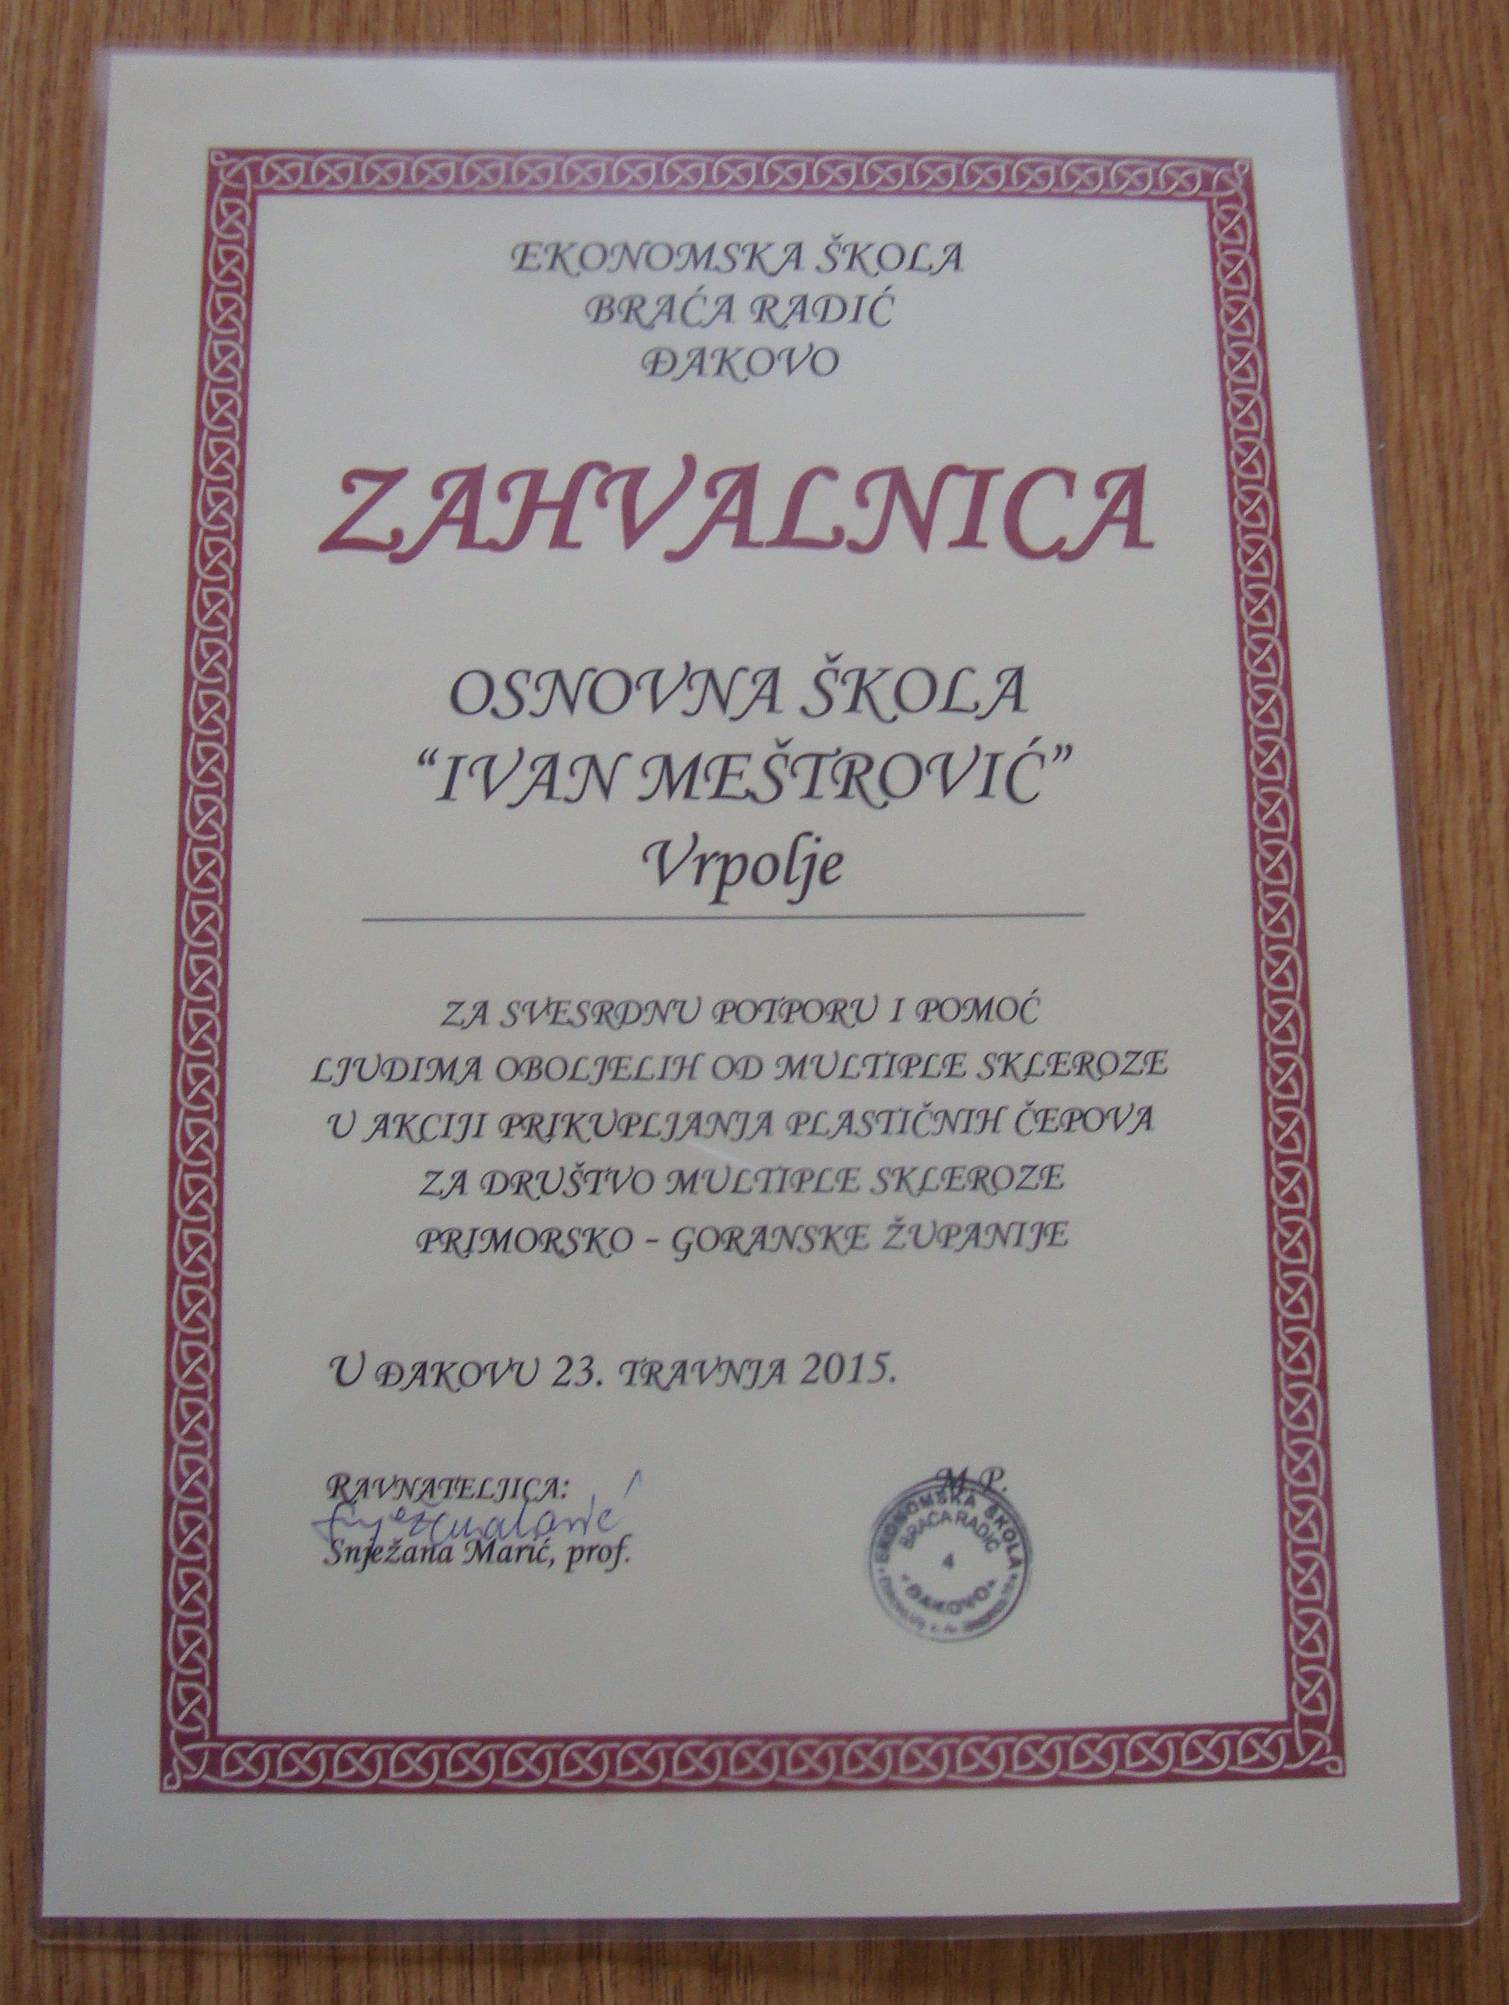 EKONOMSKA ŠKOLA
BRAĆA RADIĆ
ĐAKOVO
ZAHVALNICA
OSNOVNA ŠKOLA
“IVAN MEŠTROVIĆ”
Vrpolje
ZA SVESRDNU POTPORU I POMOĆ
LJUDIMA OBOLJELIH OD MULTIPLE SKLEROZE
U AKCIJI PRIKUPLJANJA PLASTIČNIH ČEPOVA
ZA DRUŠTVO MULTIPLE SKLEROZE
PRIMORSKO - GORANSKE ŽUPANIJE
U ĐAKOVU 23. TRAVNJA 2015.
RAVNATELJICA:
Snježana Marić, prof.
M.P.
EKONOMSKA ŠKOLA
BRAĆA RADIĆ
4
ĐAKOVO